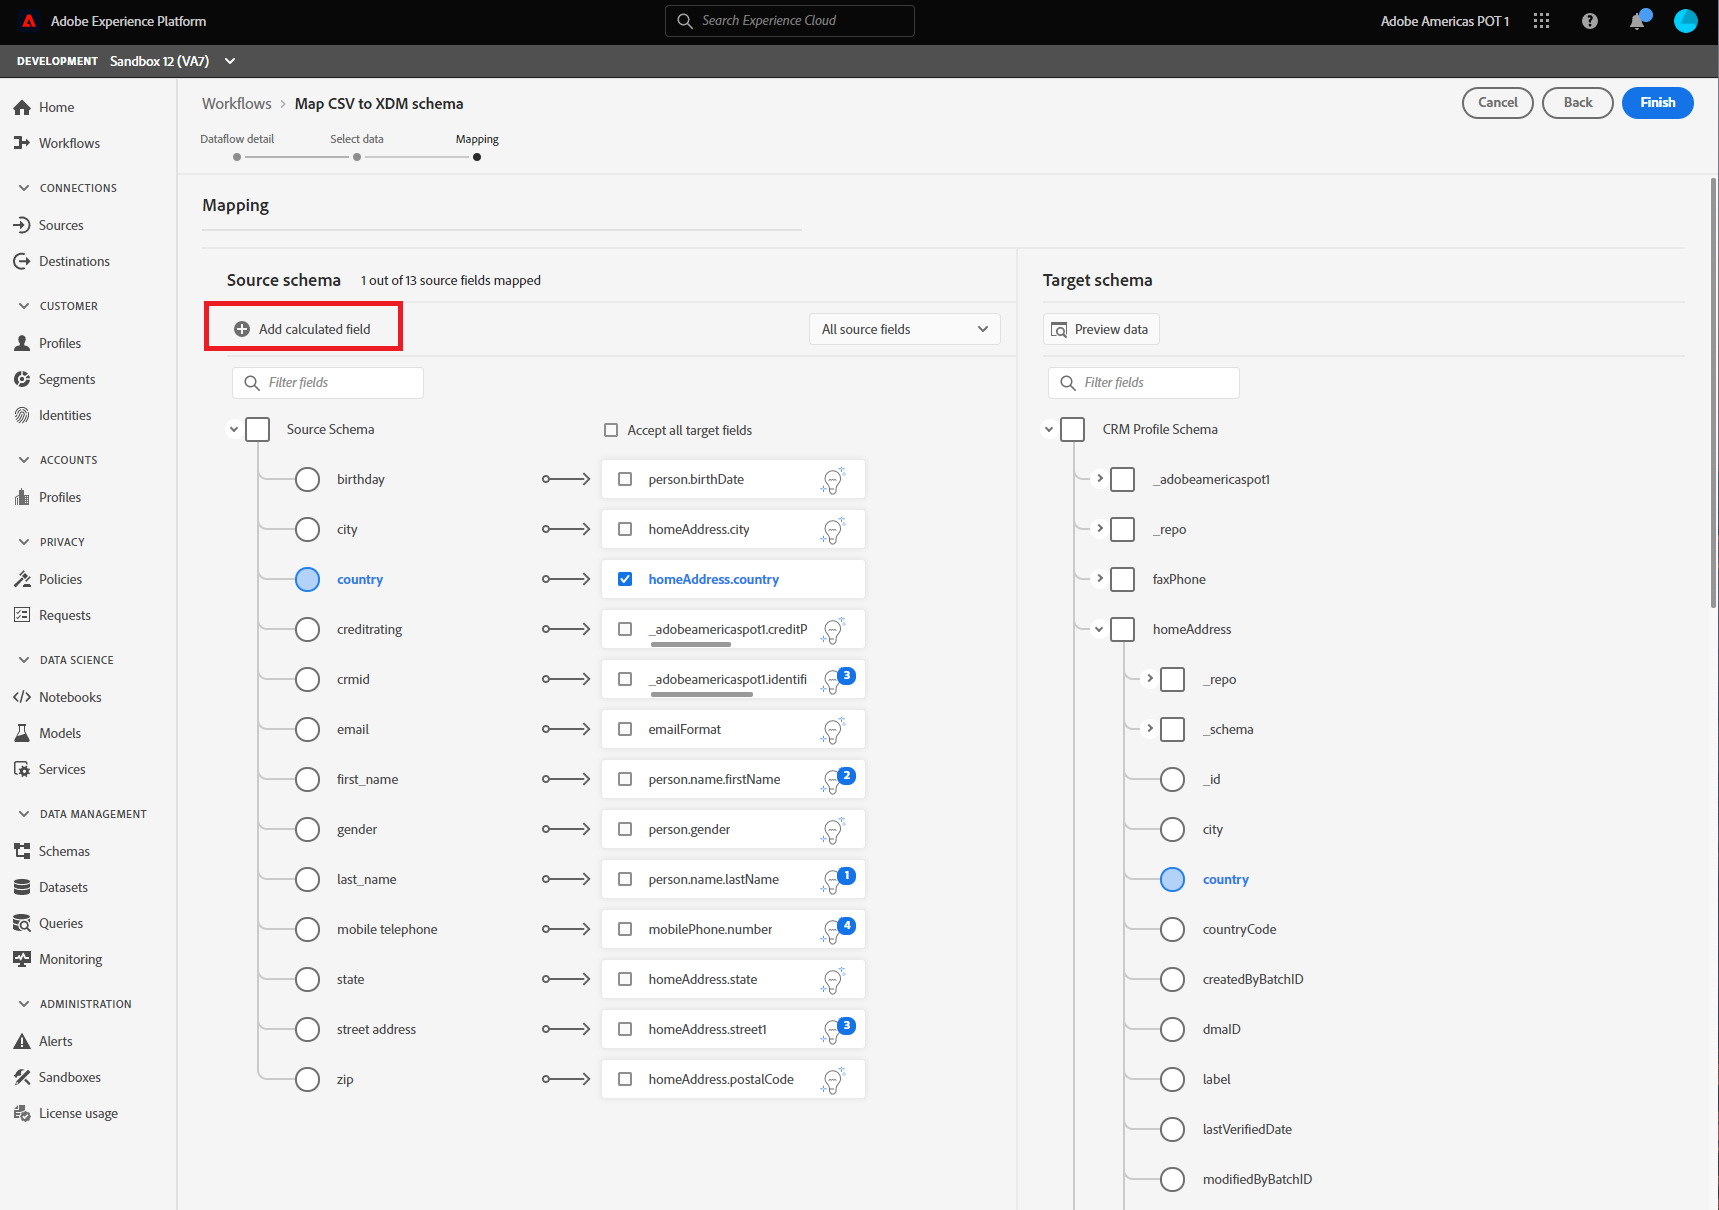 Adobe Experience Platform
Search Experience Cloud
Adobe Americas POT 1
DEVELOPMENT Sandbox 12 (VA7)
Home
Workflows
CONNECTIONS
Sources
Destinations
CUSTOMER
Profiles
Segments
Identities
ACCOUNTS
Profiles
PRIVACY
Policies
Requests
DATA SCIENCE
Notebooks
Models
Services
DATA MANAGEMENT
Schemas
Datasets
Queries
Monitoring
ADMINISTRATION
Alerts
Sandboxes
License usage
Workflows > Map CSV to XDM schema
Cancel
Back
Finish
Dataflow detail
Select data
Mapping
Mapping
Source schema 1 out of 13 source fields mapped
Add calculated field
All source fields
Filter fields
Source Schema
Accept all target fields
birthday person.birthDate
city homeAddress.city
country homeAddress.country
creditrating _adobeamericaspot1.creditP
crmid _adobeamericaspot1.identifi 3
email emailFormat
first_name person.name.firstName 2
gender person.gender
last_name person.name.lastName 1
mobile telephone mobilePhone.number 4
state homeAddress.state
street address homeAddress.street1 3
zip homeAddress.postalCode
Target schema
Preview data
Filter fields
CRM Profile Schema
_adobeamericaspot1
_repo
faxPhone
homeAddress
_repo
_schema
_id
city
country
countryCode
createdByBatchID
dmaID
label
lastVerifiedDate
modifiedByBatchID